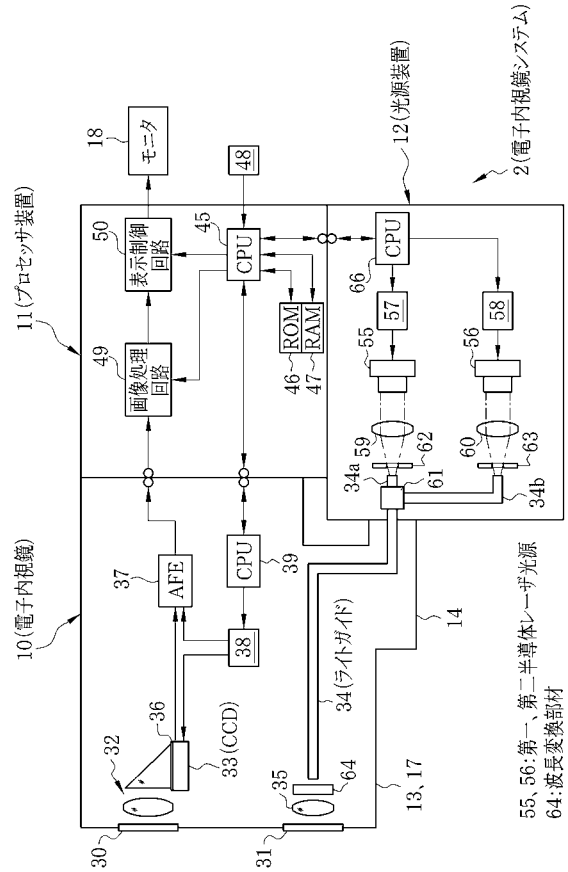 10(電子内視鏡)
11(プロセッサ装置)
12(光源装置)
2(電子内視鏡システム)
モニタ
18
表示制御
回路
50
画像処理
回路
49
CPU
45
48
ROM
RAM
46
47
CPU
66
57
58
55
56
59
60
62
63
61
34a
34b
AFE
37
CPU
39
38
36
33(CCD)
32
30
31
35
64
34(ライトガイド)
14
13、17
55、56:第一、第二半導体レーザ光源
64:波長変換部材